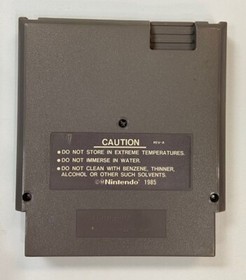 CAUTION
REV-A
• DO NOT STORE IN EXTREME TEMPERATURES.
• DO NOT IMMERSE IN WATER.
• DO NOT CLEAN WITH BENZENE, THINNER,
ALCOHOL OR OTHER SUCH SOLVENTS.
©® Nintendo 1985